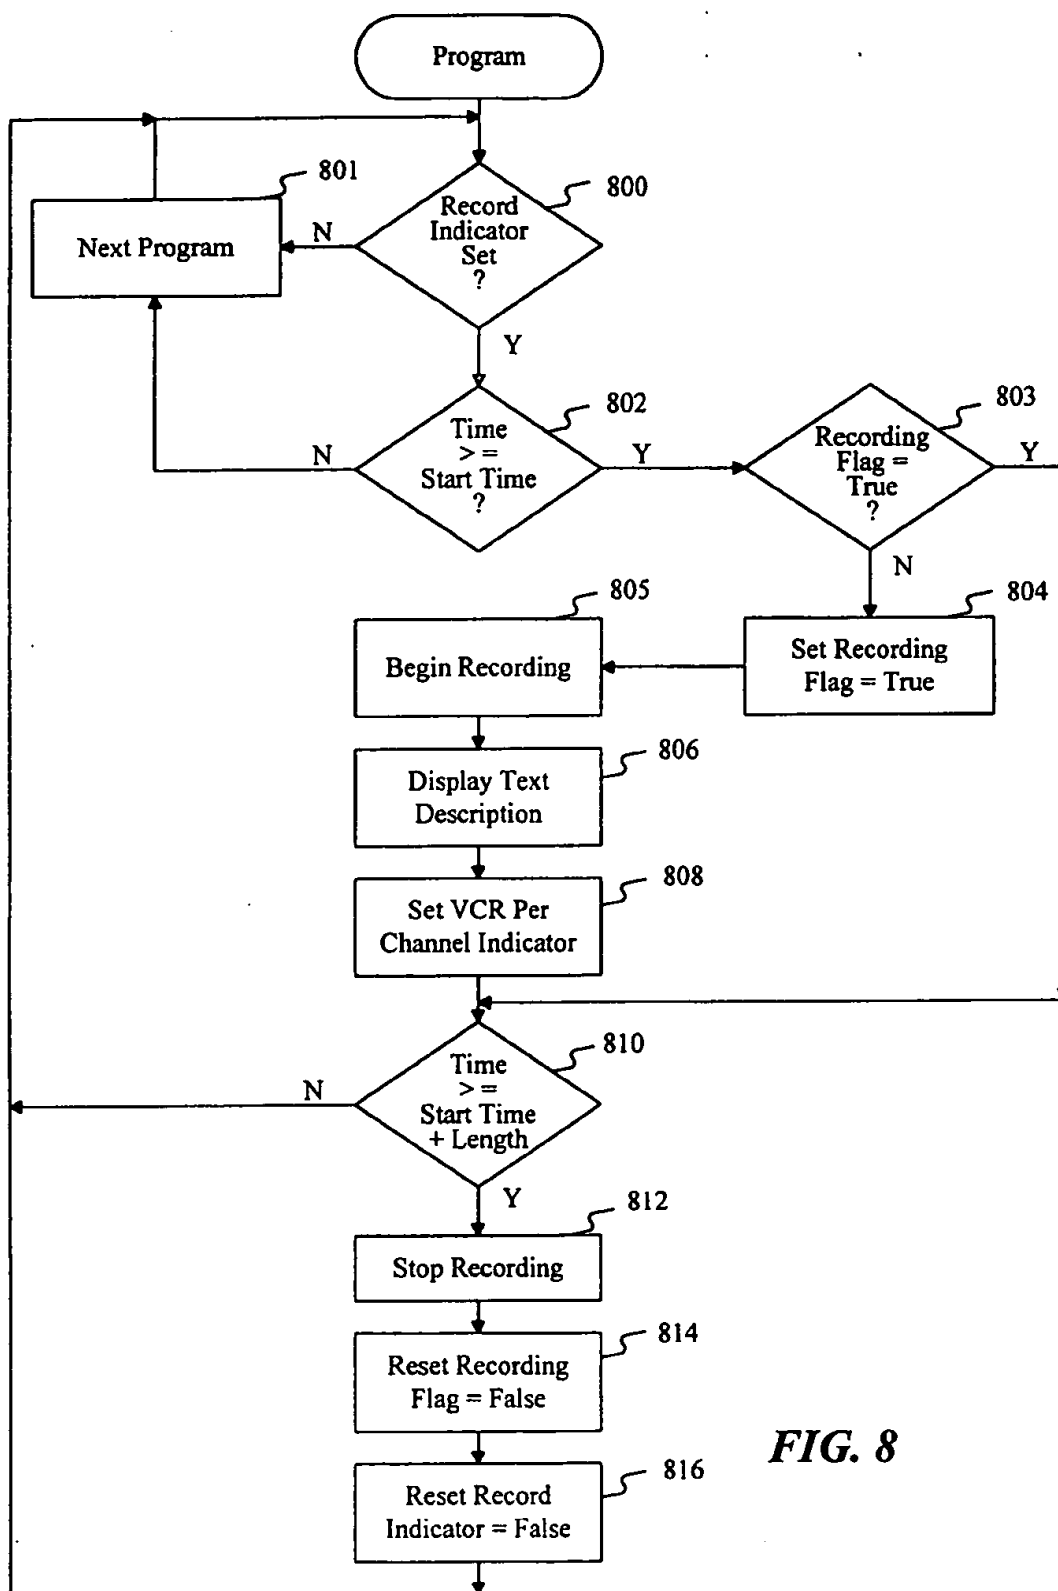 Program
801
800
Record
Indicator
Set
?
N
Next Program
Y
802
803
Time
> =
Start Time
?
N
Y
Recording
Flag =
True
?
Y
N
805
804
Begin Recording
Set Recording
Flag = True
806
Display Text
Description
808
Set VCR Per
Channel Indicator
810
Time
> =
Start Time
+ Length
N
Y
812
Stop Recording
814
Reset Recording
Flag = False
FIG. 8
816
Reset Record
Indicator = False